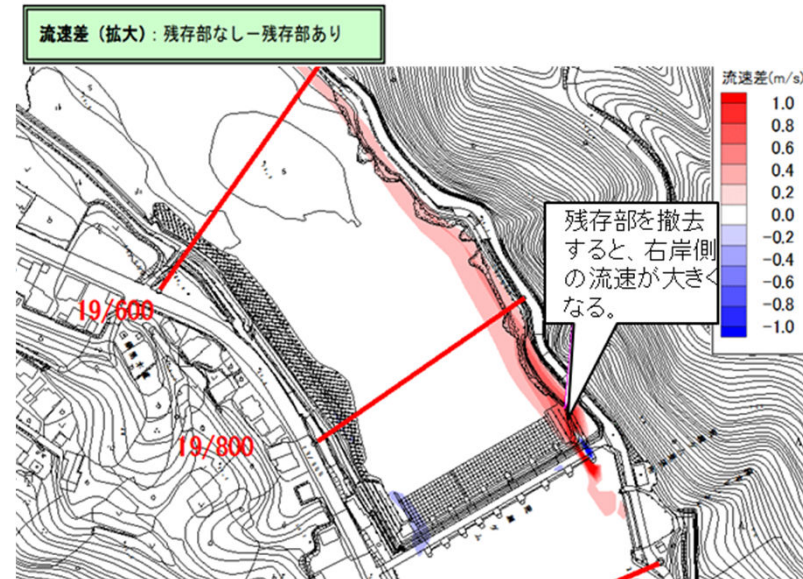 流速差（拡大）：残存部なし－残存部あり
流速差(m/s)
1.0
0.8
0.6
0.4
0.2
0.0
-0.2
-0.4
-0.6
-0.8
-1.0
残存部を撤去
すると、右岸側
の流速が大きく
なる。
19/600
19/800